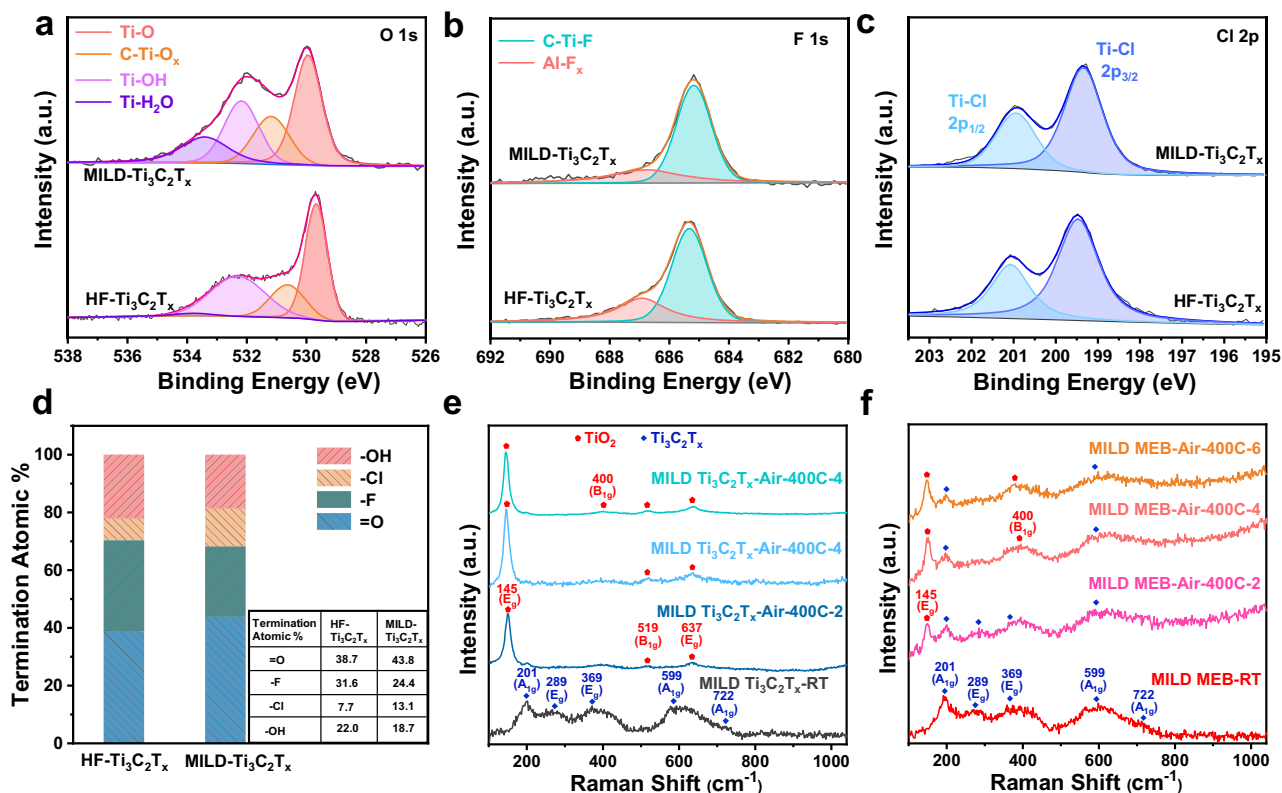 a
O 1s
Ti-O
C-Ti-Oₓ
Ti-OH
Ti-H₂O
MILD-Ti₃C₂Tₓ
HF-Ti₃C₂Tₓ
Intensity (a.u.)
538 536 534 532 530 528 526
Binding Energy (eV)
b
F 1s
C-Ti-F
Al-Fₓ
MILD-Ti₃C₂Tₓ
HF-Ti₃C₂Tₓ
Intensity (a.u.)
692 690 688 686 684 682 680
Binding Energy (eV)
c
Cl 2p
Ti-Cl
2p₃/₂
Ti-Cl
2p₁/₂
MILD-Ti₃C₂Tₓ
HF-Ti₃C₂Tₓ
Intensity (a.u.)
203 202 201 200 199 198 197 196 195
Binding Energy (eV)
d
Termination Atomic %
100
80
60
40
20
0
-OH
-Cl
-F
=O
Termination Atomic % HF-Ti₃C₂Tₓ MILD-Ti₃C₂Tₓ
=O 38.7 43.8
-F 31.6 24.4
-Cl 7.7 13.1
-OH 22.0 18.7
HF-Ti₃C₂Tₓ MILD-Ti₃C₂Tₓ
e
TiO₂ Ti₃C₂Tₓ
MILD Ti₃C₂Tₓ-Air-400C-4
400
(B₁g)
MILD Ti₃C₂Tₓ-Air-400C-4
145
(Eg)
MILD Ti₃C₂Tₓ-Air-400C-2
519
(B₁g)
637
(Eg)
201
(A₁g)
289
(Eg)
369
(Eg)
599
(A₁g)
722
(A₁g)
MILD Ti₃C₂Tₓ-RT
Intensity (a.u.)
200 400 600 800 1000
Raman Shift (cm⁻¹)
f
MILD MEB-Air-400C-6
MILD MEB-Air-400C-4
400
(B₁g)
MILD MEB-Air-400C-2
145
(Eg)
201
(A₁g)
289
(Eg)
369
(Eg)
599
(A₁g)
722
(A₁g)
MILD MEB-RT
Intensity (a.u.)
200 400 600 800 1000
Raman Shift (cm⁻¹)